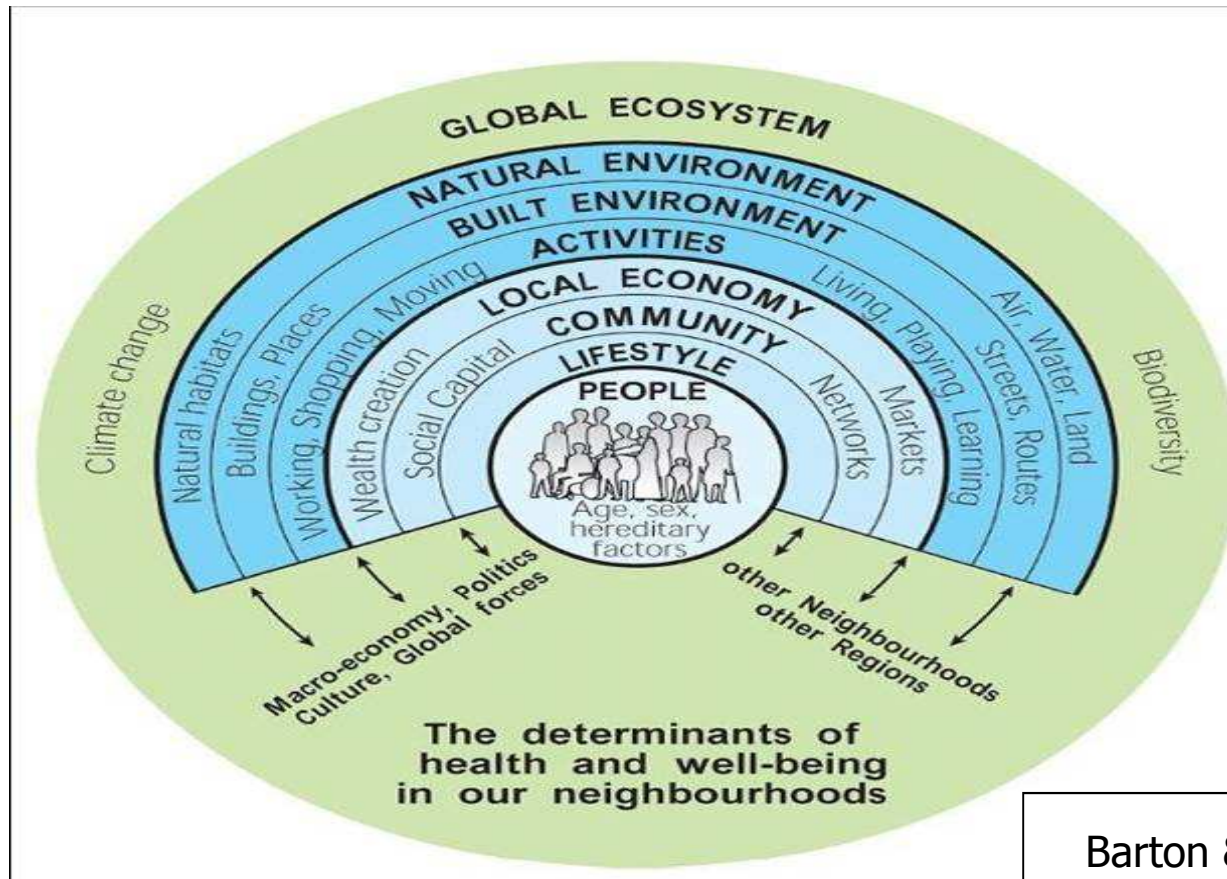 GLOBAL ECOSYSTEM
NATURAL ENVIRONMENT
BUILT ENVIRONMENT
ACTIVITIES
LOCAL ECONOMY
COMMUNITY
LIFESTYLE
PEOPLE
Age, sex,
hereditary
factors
Climate change
Natural habitats
Buildings, Places
Working, Shopping, Moving
Wealth creation
Social Capital
Networks
Markets
Living, Playing, Learning
Streets, Routes
Air, Water, Land
Biodiversity
Macro-economy, Politics
Culture, Global forces
other Neighbourhoods
other Regions
The determinants of
health and well-being
in our neighbourhoods
Barton